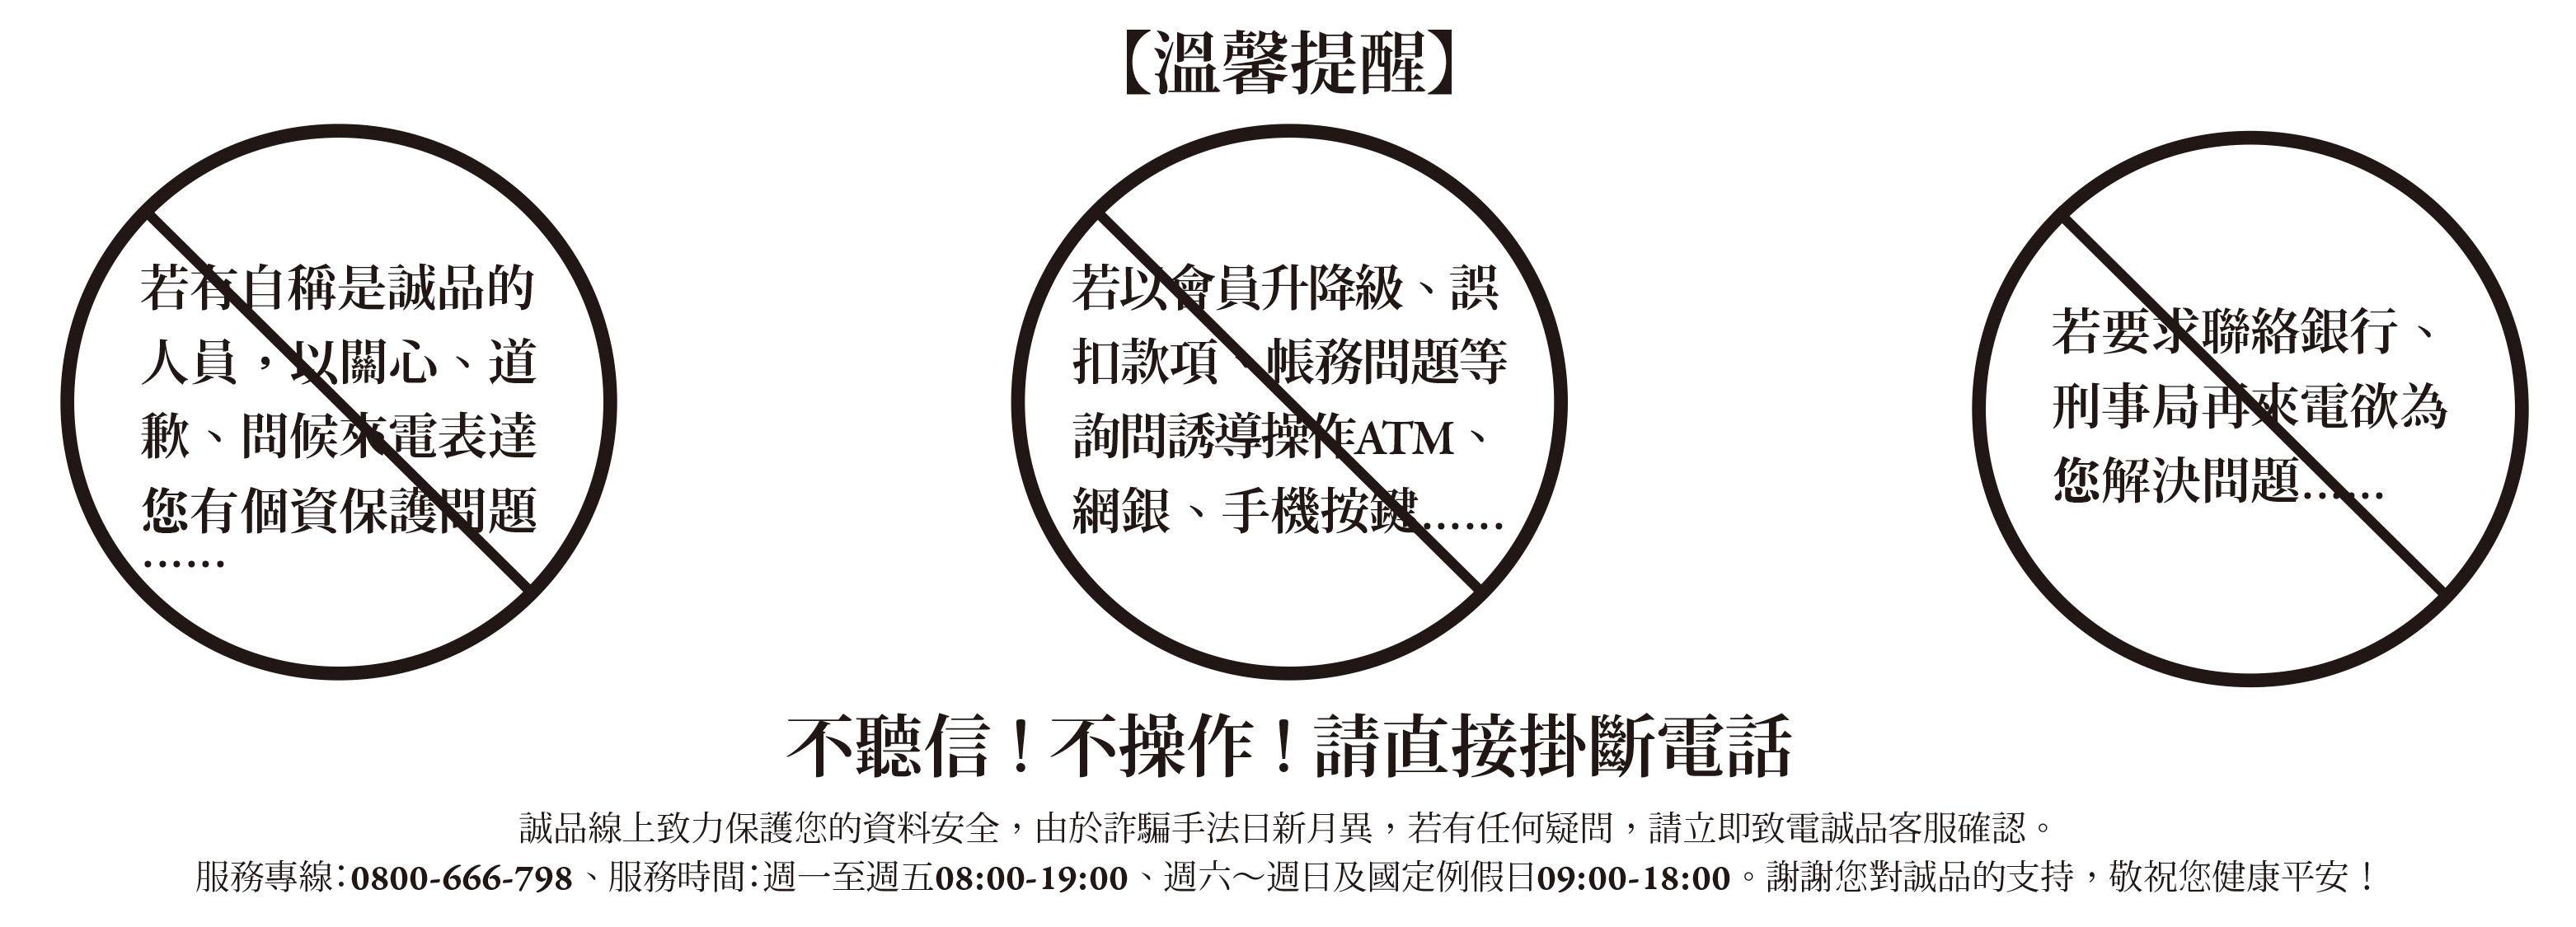 【溫馨提醒】
若有自稱是誠品的
人員，以關心、道
歉、問候來電表達
您有個資保護問題
……
若以會員升降級、誤
扣款項、帳務問題等
詢問誘導操作ATM、
網銀、手機按鍵……
若要求聯絡銀行、
刑事局再來電欲為
您解決問題……
不聽信！不操作！請直接掛斷電話
誠品線上致力保護您的資料安全，由於詐騙手法日新月異，若有任何疑問，請立即致電誠品客服確認。
服務專線：0800-666-798、服務時間：週一至週五08:00-19:00、週六～週日及國定例假日09:00-18:00。謝謝您對誠品的支持，敬祝您健康平安！